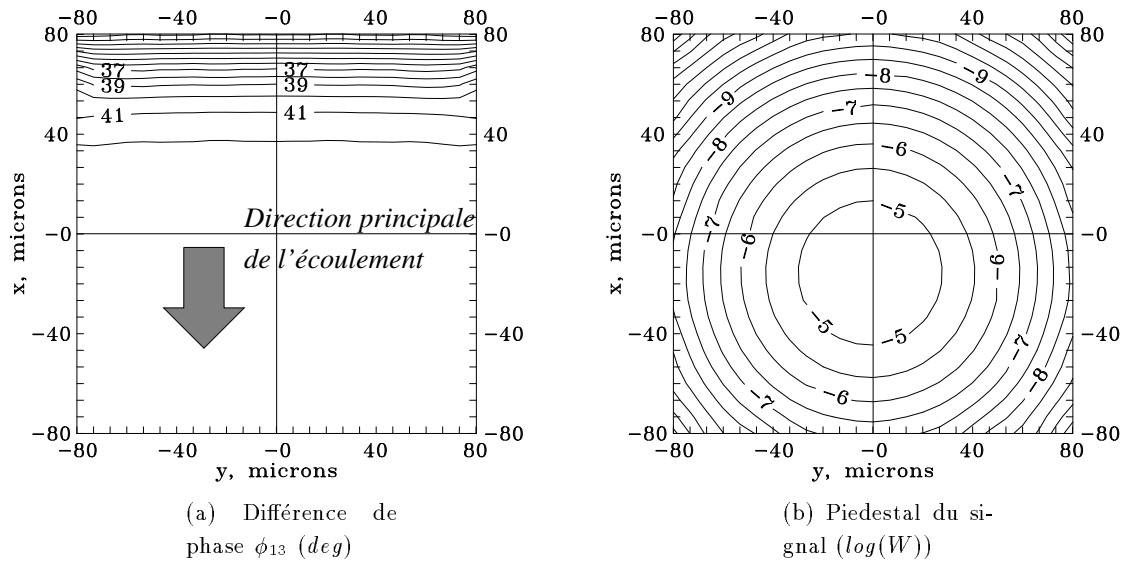 −80 −40 −0 40 80
80 80
37 37
39 39
41 41
40 40
x, microns
Direction principale
−0 −0
de l'écoulement
−40 −40
−80 −80
−80 −40 −0 40 80
y, microns
(a) Différence de
phase ϕ13 (deg)
−80 −40 −0 40 80
80 80
−8 −9
−9
−7
40 40
−8 −6
−7
x, microns
−5
−7
−0 −0
−6 −6
−5 −5
−40 −40
−7
−8
−6
−7
−80 −80
−80 −40 −0 40 80
y, microns
(b) Piedestal du si-
gnal (log(W))